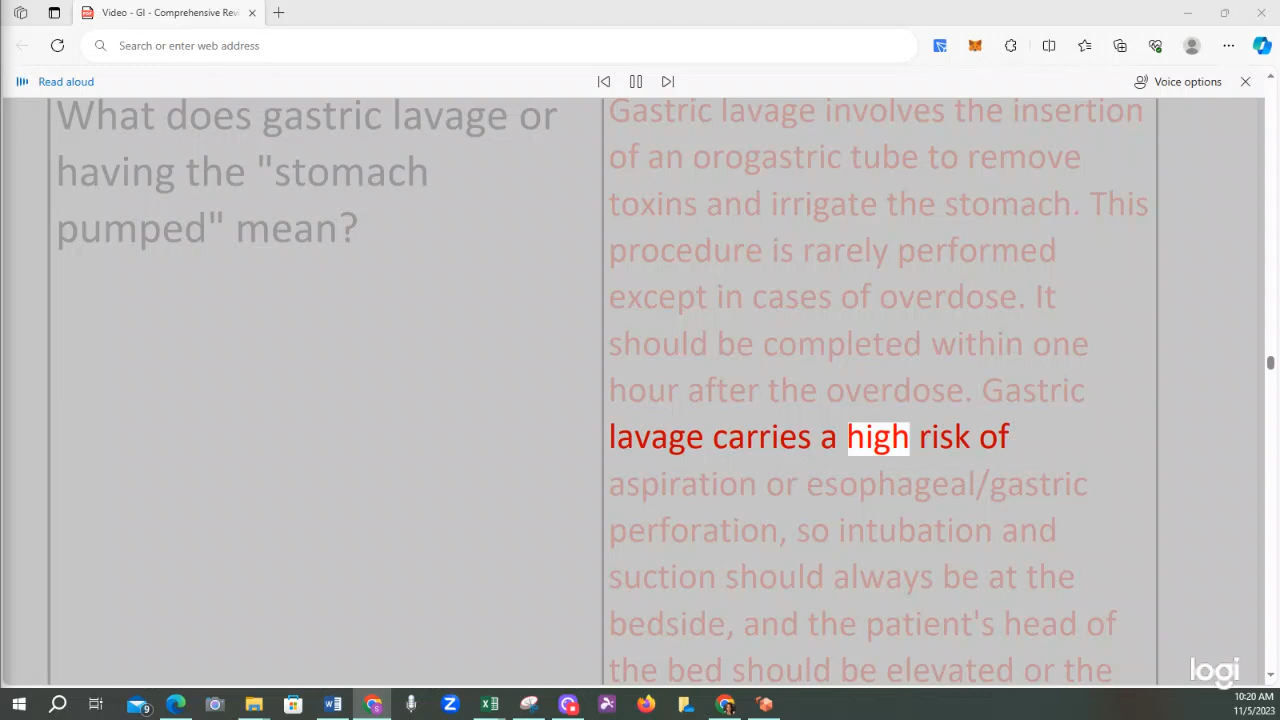 Video - GI - Comprehensive Rev
Search or enter web address
Read aloud
Voice options
What does gastric lavage or
having the "stomach
pumped" mean?
Gastric lavage involves the insertion
of an orogastric tube to remove
toxins and irrigate the stomach. This
procedure is rarely performed
except in cases of overdose. It
should be completed within one
hour after the overdose. Gastric
lavage carries a high risk of
aspiration or esophageal/gastric
perforation, so intubation and
suction should always be at the
bedside, and the patient's head of
the bed should be elevated or the
logi
9
10:20 AM
11/5/2023